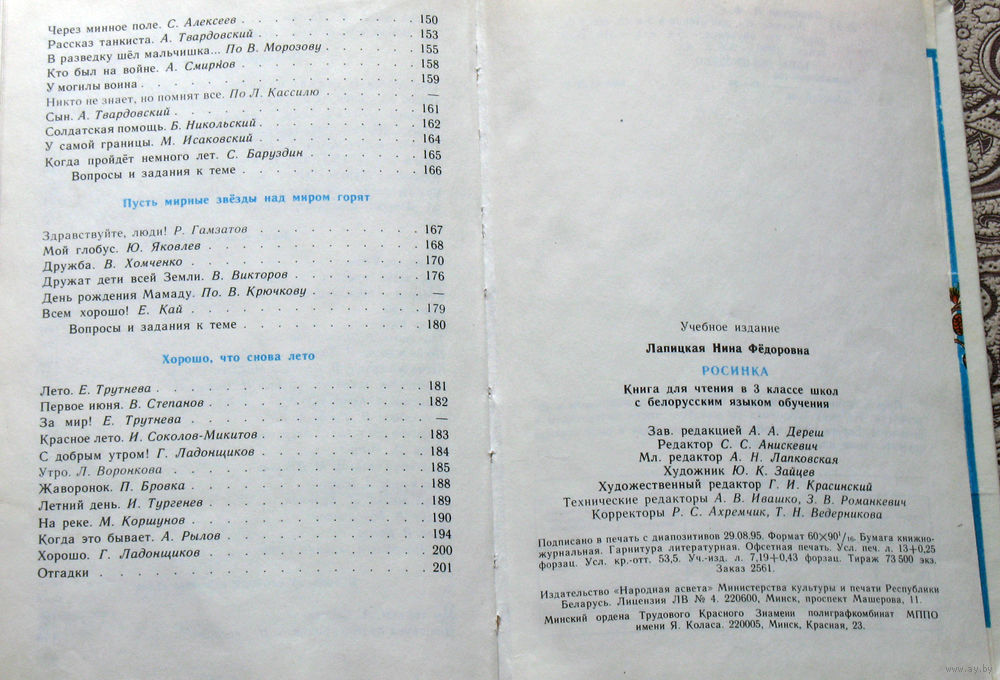 Через минное поле. С. Алексеев . . . . . . . . . . 150
Рассказ танкиста. А. Твардовский . . . . . . . . . 153
В разведку шёл мальчишка... По В. Морозову . . . . . 155
Кто был на войне. А. Смирнов . . . . . . . . . . 158
У могилы воина . . . . . . . . . . . . . . . 159
Никто не знает, но помнят все. По Л. Кассилю . . . . . —
Сын. А. Твардовский . . . . . . . . . . . . . 161
Солдатская помощь. Б. Никольский . . . . . . . . . 162
У самой границы. М. Исаковский . . . . . . . . . 164
Когда пройдёт немного лет. С. Баруздин . . . . . . . 165
Вопросы и задания к теме . . . . . . . . . . 166
Пусть мирные звёзды над миром горят
Здравствуйте, люди! Р. Гамзатов . . . . . . . . . . 167
Мой глобус. Ю. Яковлев . . . . . . . . . . . . 168
Дружба. В. Хомченко . . . . . . . . . . . . . 170
Дружат дети всей Земли. В. Викторов . . . . . . . . 176
День рождения Мамаду. По. В. Крючкову . . . . . . . —
Всем хорошо! Е. Кай . . . . . . . . . . . . . 179
Вопросы и задания к теме . . . . . . . . . . 180
Хорошо, что снова лето
Лето. Е. Трутнева . . . . . . . . . . . . . . 181
Первое июня. В. Степанов . . . . . . . . . . . . 182
За мир! Е. Трутнева . . . . . . . . . . . . . —
Красное лето. И. Соколов-Микитов . . . . . . . . . 183
С добрым утром! Г. Ладонщиков . . . . . . . . . . 184
Утро. Л. Воронкова . . . . . . . . . . . . . . 185
Жаворонок. П. Бровка . . . . . . . . . . . . . 188
Летний день. И. Тургенев . . . . . . . . . . . . 189
На реке. М. Коршунов . . . . . . . . . . . . . 190
Когда это бывает. А. Рылов . . . . . . . . . . . 194
Хорошо. Г. Ладонщиков . . . . . . . . . . . . . 200
Отгадки . . . . . . . . . . . . . . . . . . 201
Учебное издание
Лапицкая Нина Фёдоровна
РОСИНКА
Книга для чтения в 3 классе школ
с белорусским языком обучения
Зав. редакцией А. А. Дереш
Редактор С. С. Анискевич
Мл. редактор А. Н. Лапковская
Художник Ю. К. Зайцев
Художественный редактор Г. И. Красинский
Технические редакторы А. В. Ивашко, З. В. Романкевич
Корректоры Р. С. Ахремчик, Т. Н. Ведерникова
Подписано в печать с диапозитивов 29.08.95. Формат 60×90¹/₁₆. Бумага книжно-
журнальная. Гарнитура литературная. Офсетная печать. Усл. печ. л. 13+0,25
форзац. Усл. кр.-отт. 53,5. Уч.-изд. л. 7,19+0,43 форзац. Тираж 73 500 экз.
Заказ 2561.
Издательство «Народная асвета» Министерства культуры и печати Республики
Беларусь. Лицензия ЛВ № 4. 220600, Минск, проспект Машерова, 11.
Минский ордена Трудового Красного Знамени полиграфкомбинат МППО
имени Я. Коласа. 220005, Минск, Красная, 23.
www.ay.by